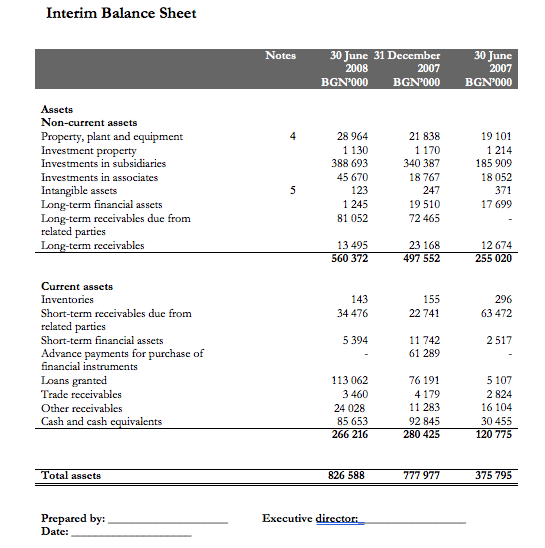 Interim Balance Sheet
Notes 30 June 31 December 30 June
2008 2007 2007
BGN'000 BGN'000 BGN'000
Assets
Non-current assets
Property, plant and equipment 4 28 964 21 838 19 101
Investment property 1 130 1 170 1 214
Investments in subsidiaries 388 693 340 387 185 909
Investments in associates 45 670 18 767 18 052
Intangible assets 5 123 247 371
Long-term financial assets 1 245 19 510 17 699
Long-term receivables due from 81 052 72 465 -
related parties
Long-term receivables 13 495 23 168 12 674
560 372 497 552 255 020
Current assets
Inventories 143 155 296
Short-term receivables due from 34 476 22 741 63 472
related parties
Short-term financial assets 5 394 11 742 2 517
Advance payments for purchase of - 61 289 -
financial instruments
Loans granted 113 062 76 191 5 107
Trade receivables 3 460 4 179 2 824
Other receivables 24 028 11 283 16 104
Cash and cash equivalents 85 653 92 845 30 455
266 216 280 425 120 775
Total assets 826 588 777 977 375 795
Prepared by: ____________________ Executive director:____________________
Date: ____________________